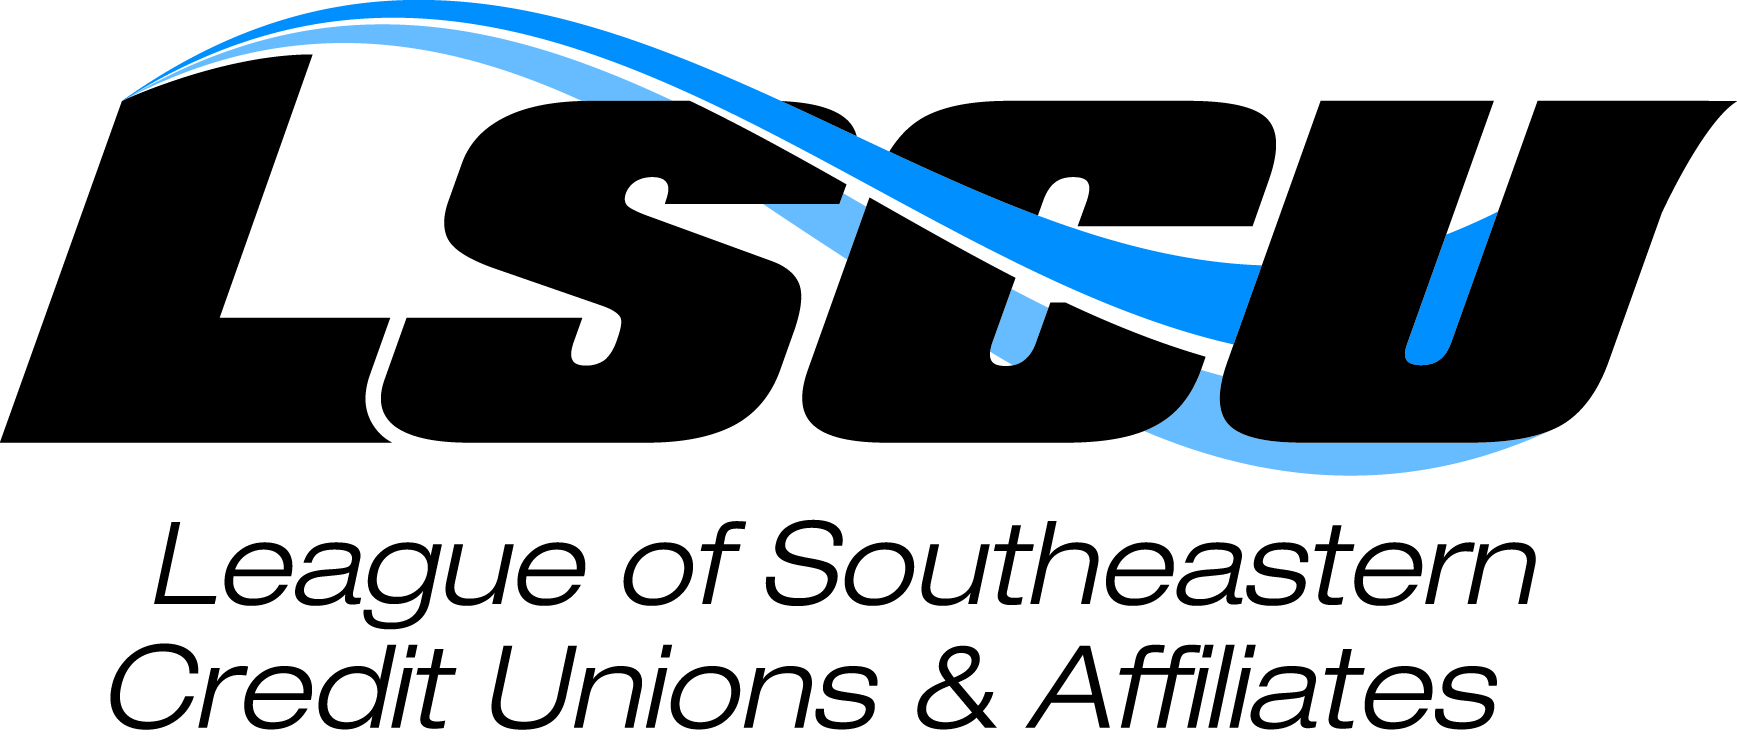 LSCU
League of Southeastern
Credit Unions & Affiliates